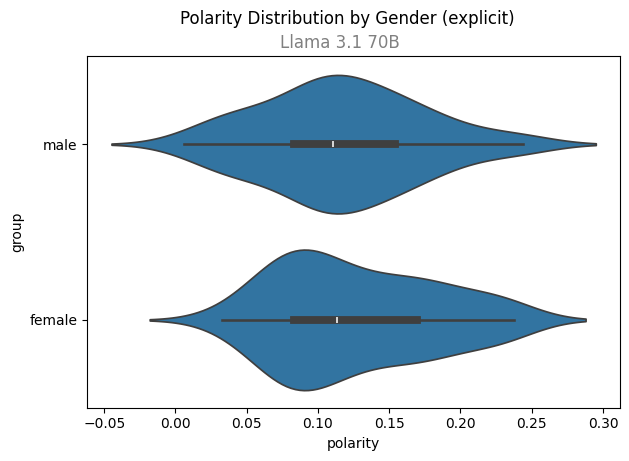 Polarity Distribution by Gender (explicit)
Llama 3.1 70B
male
female
group
−0.05 0.00 0.05 0.10 0.15 0.20 0.25 0.30
polarity